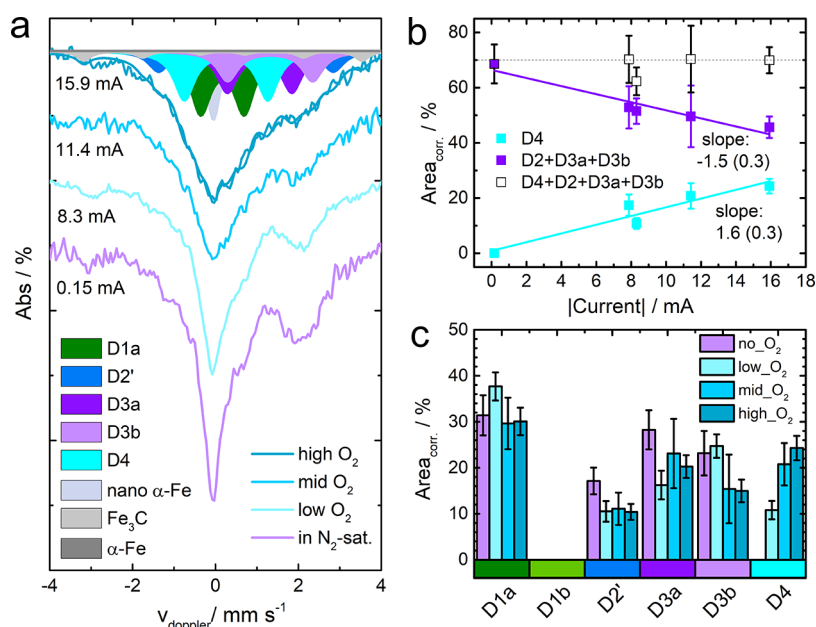 a
15.9 mA
11.4 mA
8.3 mA
0.15 mA
Abs / %
D1a
D2'
D3a
D3b
D4
nano α-Fe
Fe₃C
α-Fe
high O₂
mid O₂
low O₂
in N₂-sat.
-4 -2 0 2 4
v_doppler / mm s⁻¹
b
80
60
40
20
0
Area_corr. / %
D4
D2+D3a+D3b
D4+D2+D3a+D3b
slope:
-1.5 (0.3)
slope:
1.6 (0.3)
0 2 4 6 8 10 12 14 16 18
|Current| / mA
c
50
40
30
20
10
0
Area_corr. / %
no_O₂
low_O₂
mid_O₂
high_O₂
D1a D1b D2' D3a D3b D4